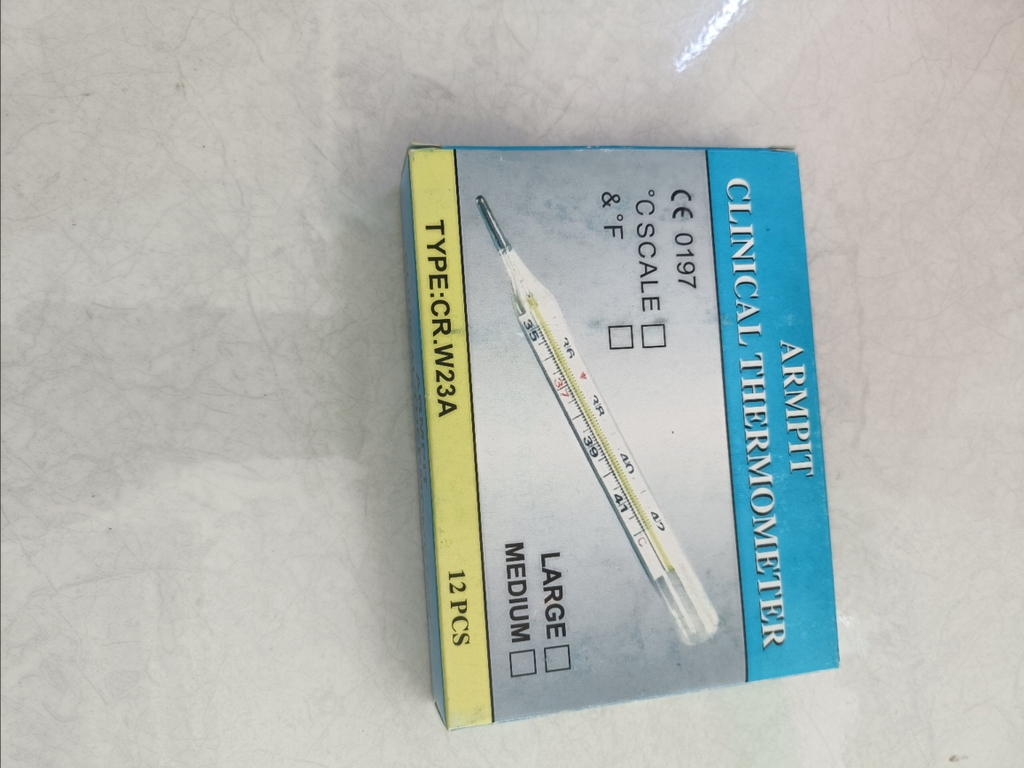 ARMPIT
CLINICAL THERMOMETER
CE 0197
°C SCALE
& °F
35
36
37
38
39
40
41
42
C
LARGE
MEDIUM
TYPE:CR.W23A
12 PCS